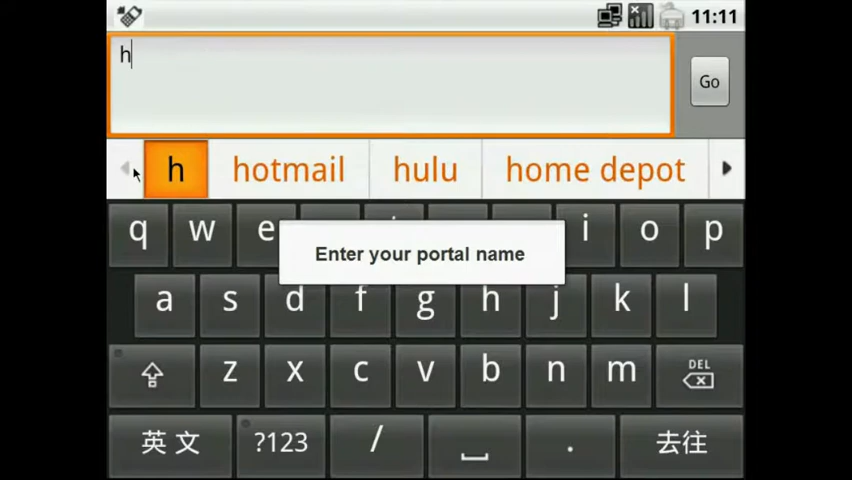 11:11
h
Go
h hotmail hulu home depot
q w e i o p
Enter your portal name
a s d f g h j k l
z x c v b n m DEL
英文 ?123 / . 去往